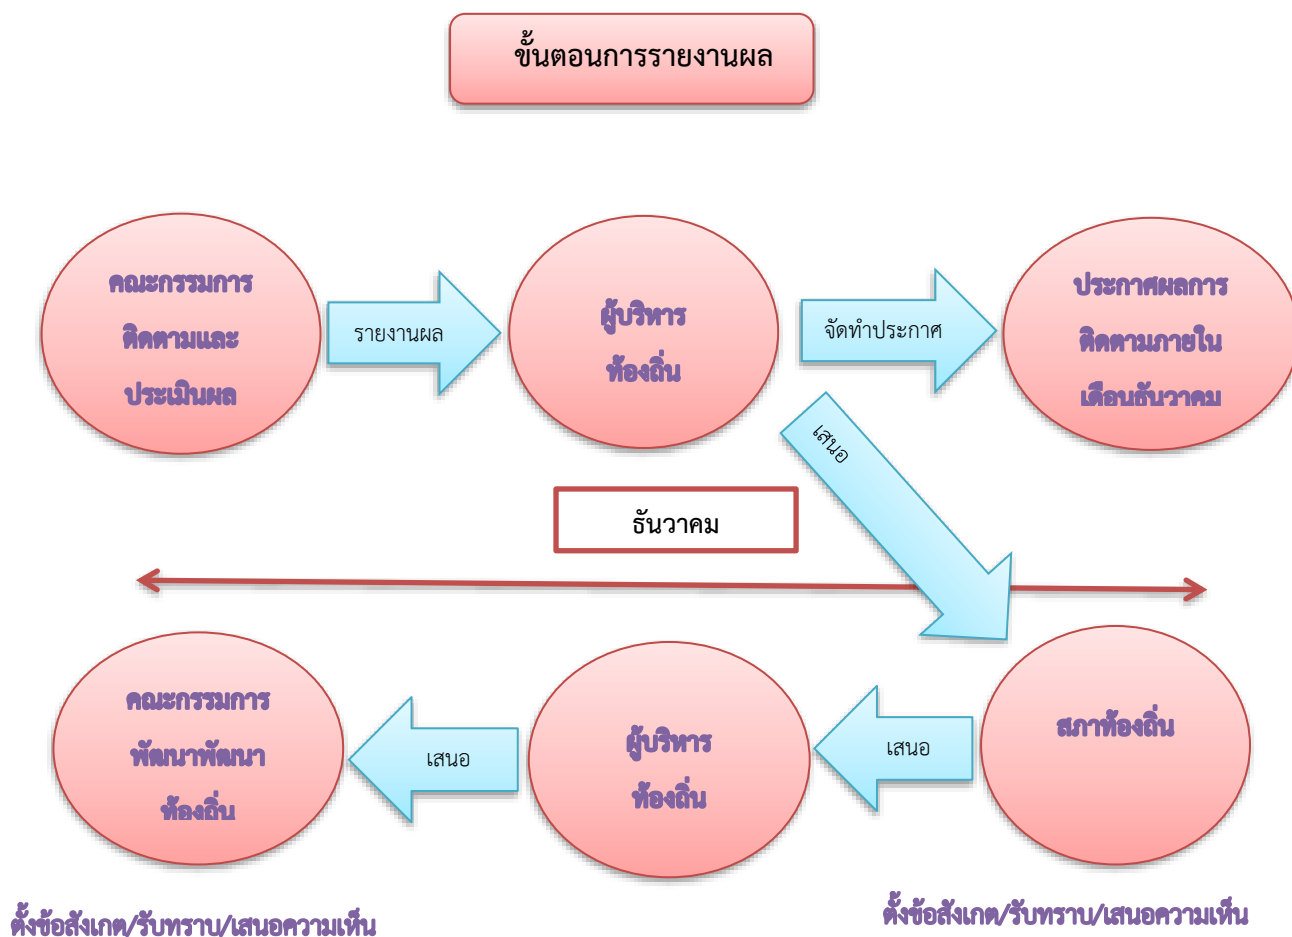 ขั้นตอนการรายงานผล
คณะกรรมการ
ติดตามและ
ประเมินผล
รายงานผล
ผู้บริหาร
ท้องถิ่น
จัดทำประกาศ
ประกาศผลการ
ติดตามภายใน
เดือนธันวาคม
เสนอ
ธันวาคม
คณะกรรมการ
พัฒนาพัฒนา
ท้องถิ่น
เสนอ
ผู้บริหาร
ท้องถิ่น
เสนอ
สภาท้องถิ่น
ตั้งข้อสังเกต/รับทราบ/เสนอความเห็น
ตั้งข้อสังเกต/รับทราบ/เสนอความเห็น